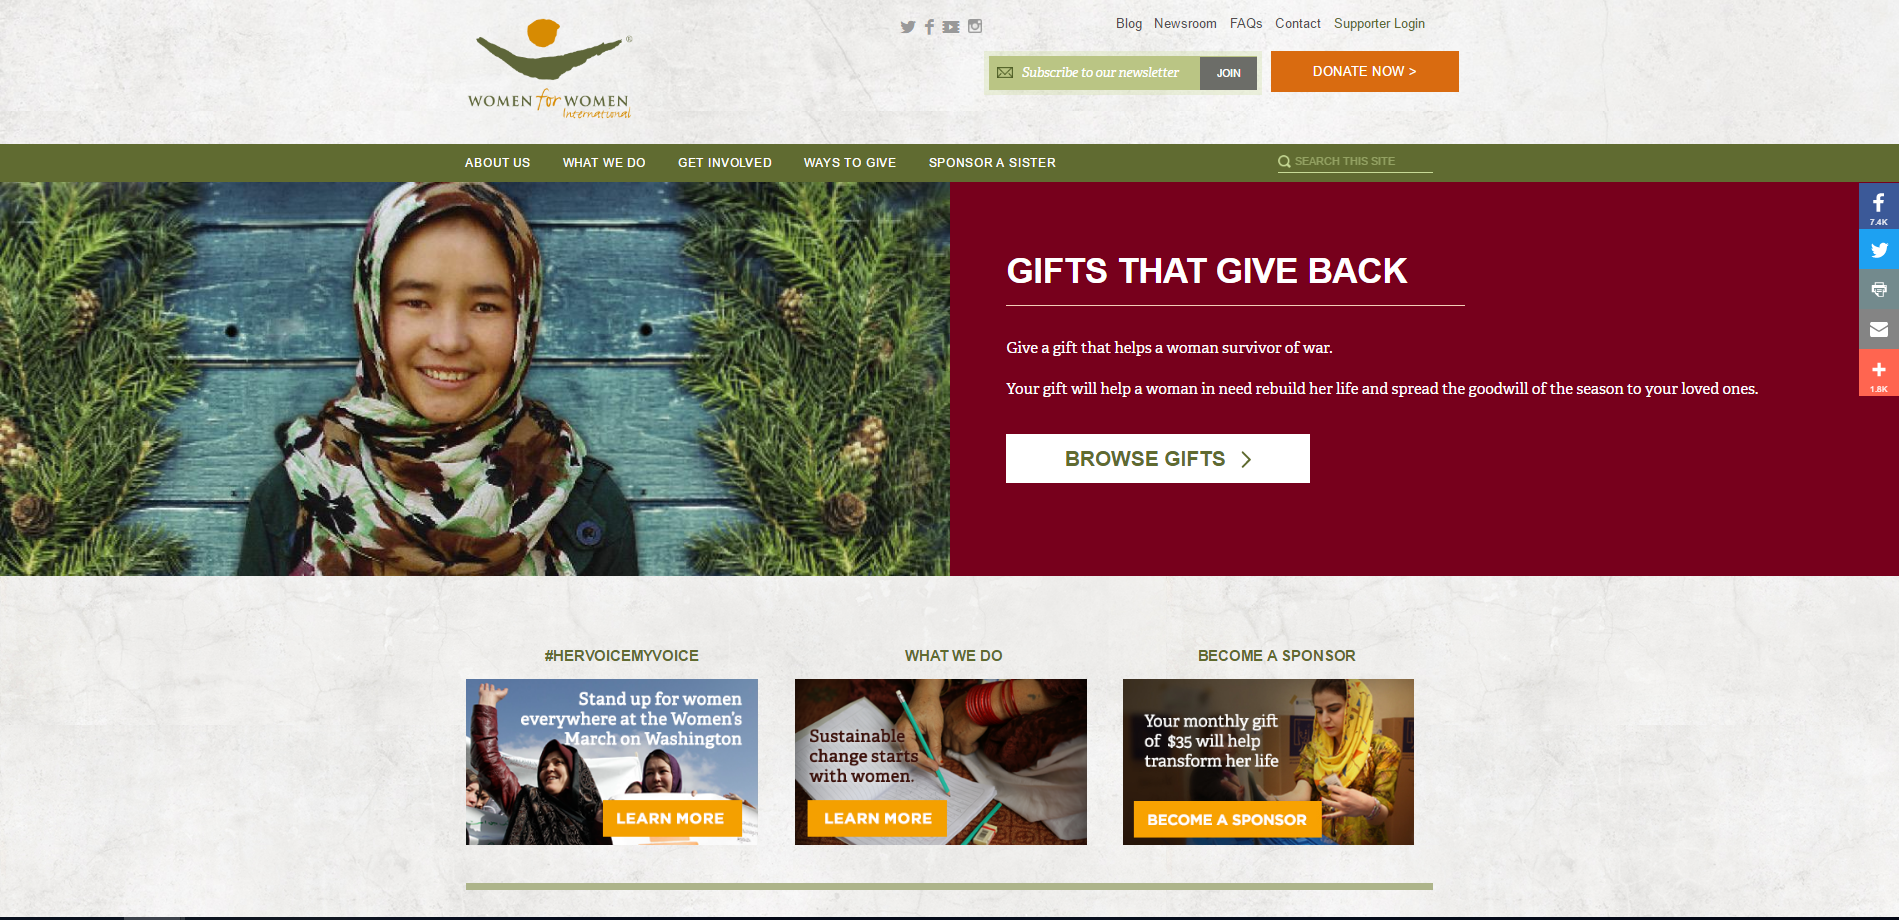 Blog Newsroom FAQs Contact Supporter Login
Subscribe to our newsletter JOIN
DONATE NOW >
®
WOMEN for WOMEN
International
ABOUT US WHAT WE DO GET INVOLVED WAYS TO GIVE SPONSOR A SISTER
SEARCH THIS SITE
7.4K
1.8K
GIFTS THAT GIVE BACK
Give a gift that helps a woman survivor of war.
Your gift will help a woman in need rebuild her life and spread the goodwill of the season to your loved ones.
BROWSE GIFTS
#HERVOICEMYVOICE
Stand up for women
everywhere at the Women's
March on Washington
LEARN MORE
WHAT WE DO
Sustainable
change starts
with women.
LEARN MORE
BECOME A SPONSOR
Your monthly gift
of $35 will help
transform her life
BECOME A SPONSOR